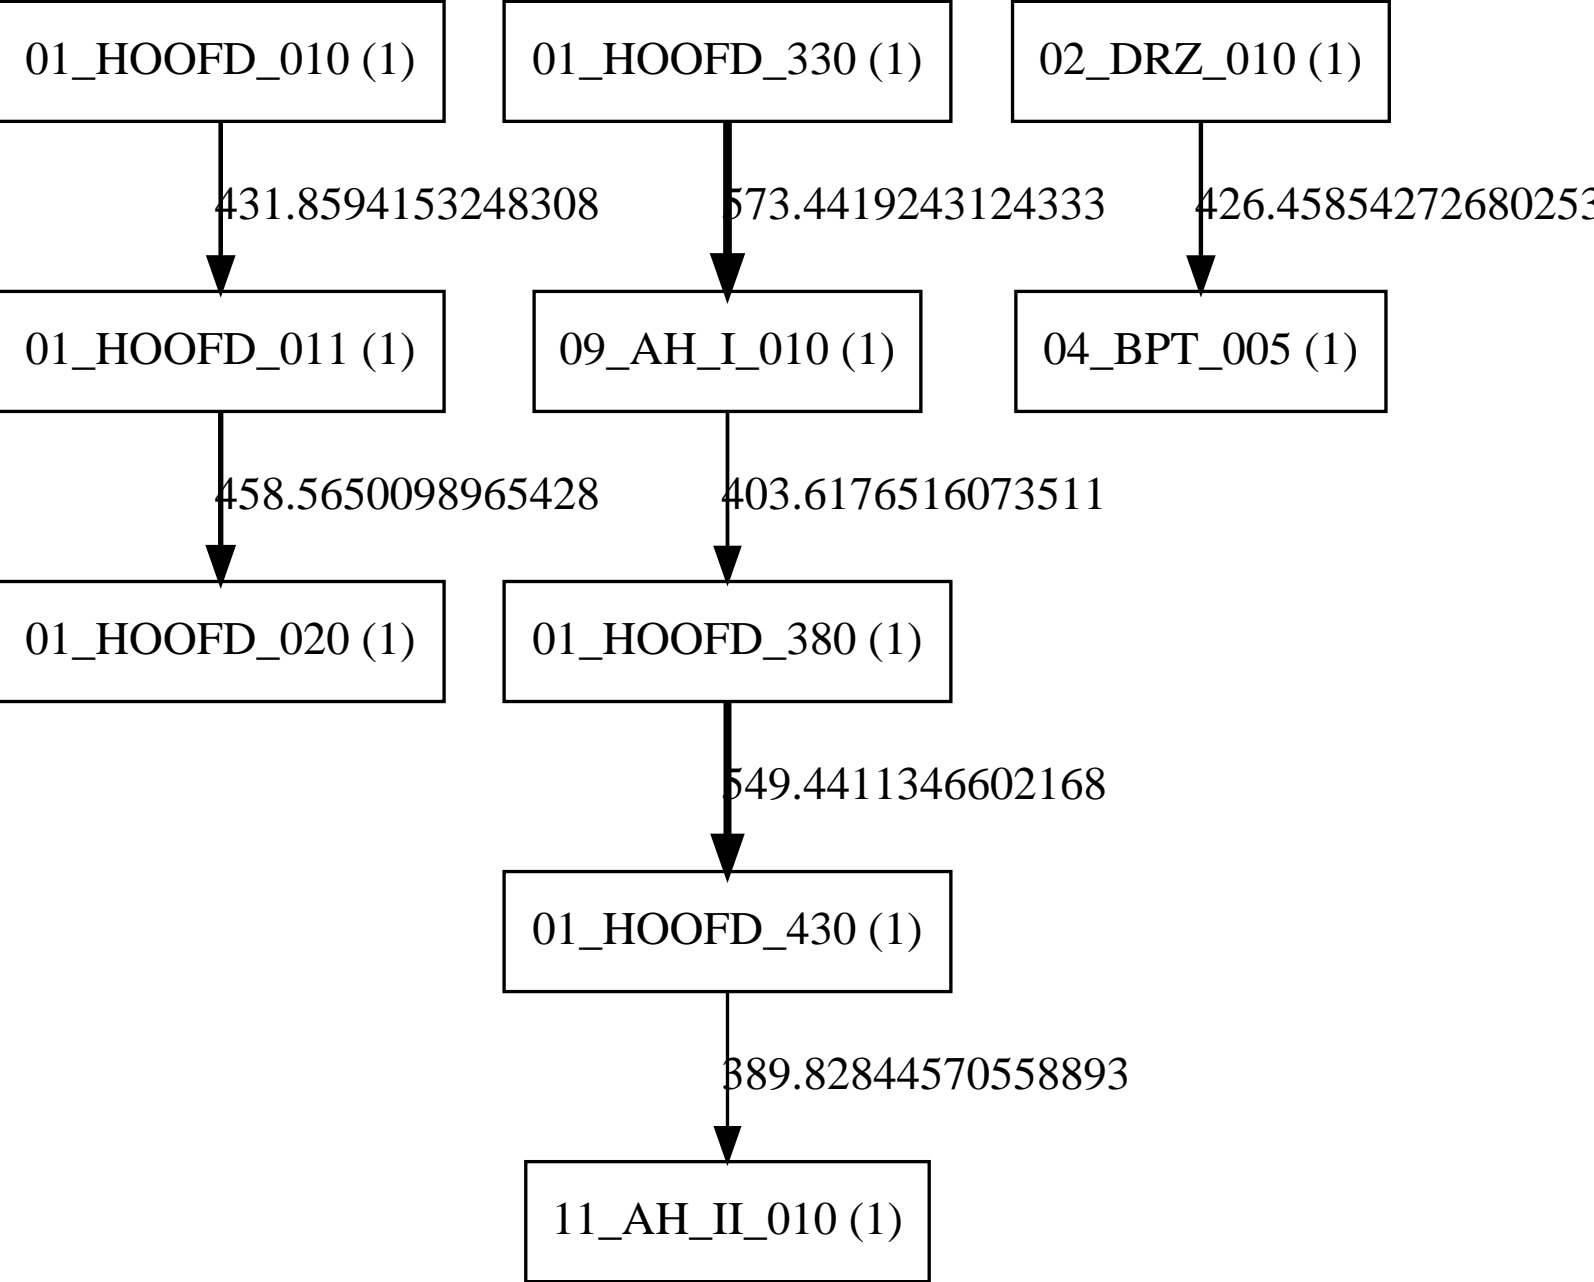 01_HOOFD_010 (1) 01_HOOFD_330 (1) 02_DRZ_010 (1)
431.8594153248308 573.4419243124333 426.45854272680253
01_HOOFD_011 (1) 09_AH_I_010 (1) 04_BPT_005 (1)
458.5650098965428 403.6176516073511
01_HOOFD_020 (1) 01_HOOFD_380 (1)
549.4411346602168
01_HOOFD_430 (1)
389.82844570558893
11_AH_II_010 (1)